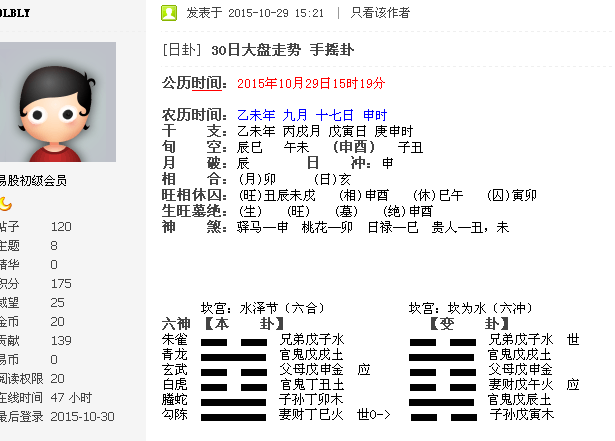 OLBLY
发表于 2015-10-29 15:21 | 只看该作者
[日卦] 30日大盘走势 手摇卦
公历时间: 2015年10月29日15时19分
农历时间: 乙未年 九月 十七日 申时
干 支: 乙未年 丙戌月 戊寅日 庚申时
旬 空: 辰巳 午未 (申酉) 子丑
月 破: 辰 日 冲: 申
相 合: (月)卯 (日)亥
旺相休囚: (旺)丑辰未戌 (相)申酉 (休)巳午 (囚)寅卯
生旺墓绝: (生) (旺) (墓) (绝)申酉
神 煞: 驿马—申 桃花—卯 日禄—巳 贵人—丑, 未
易股初级会员
帖子 120
主题 8
精华 0
积分 175
威望 25
金币 20
贡献 139
易币 0
阅读权限 20
在线时间 47 小时
最后登录 2015-10-30
坎宫: 水泽节 (六合) 坎宫: 坎为水 (六冲)
六神 【本 卦】 【变 卦】
朱雀 兄弟戊子水 兄弟戊子水 世
青龙 官鬼戊戌土 官鬼戊戌土
玄武 父母戊申金 应 父母戊申金
白虎 官鬼丁丑土 妻财戊午火 应
螣蛇 子孙丁卯木 官鬼戊辰土
勾陈 妻财丁巳火 世O-> 子孙戊寅木